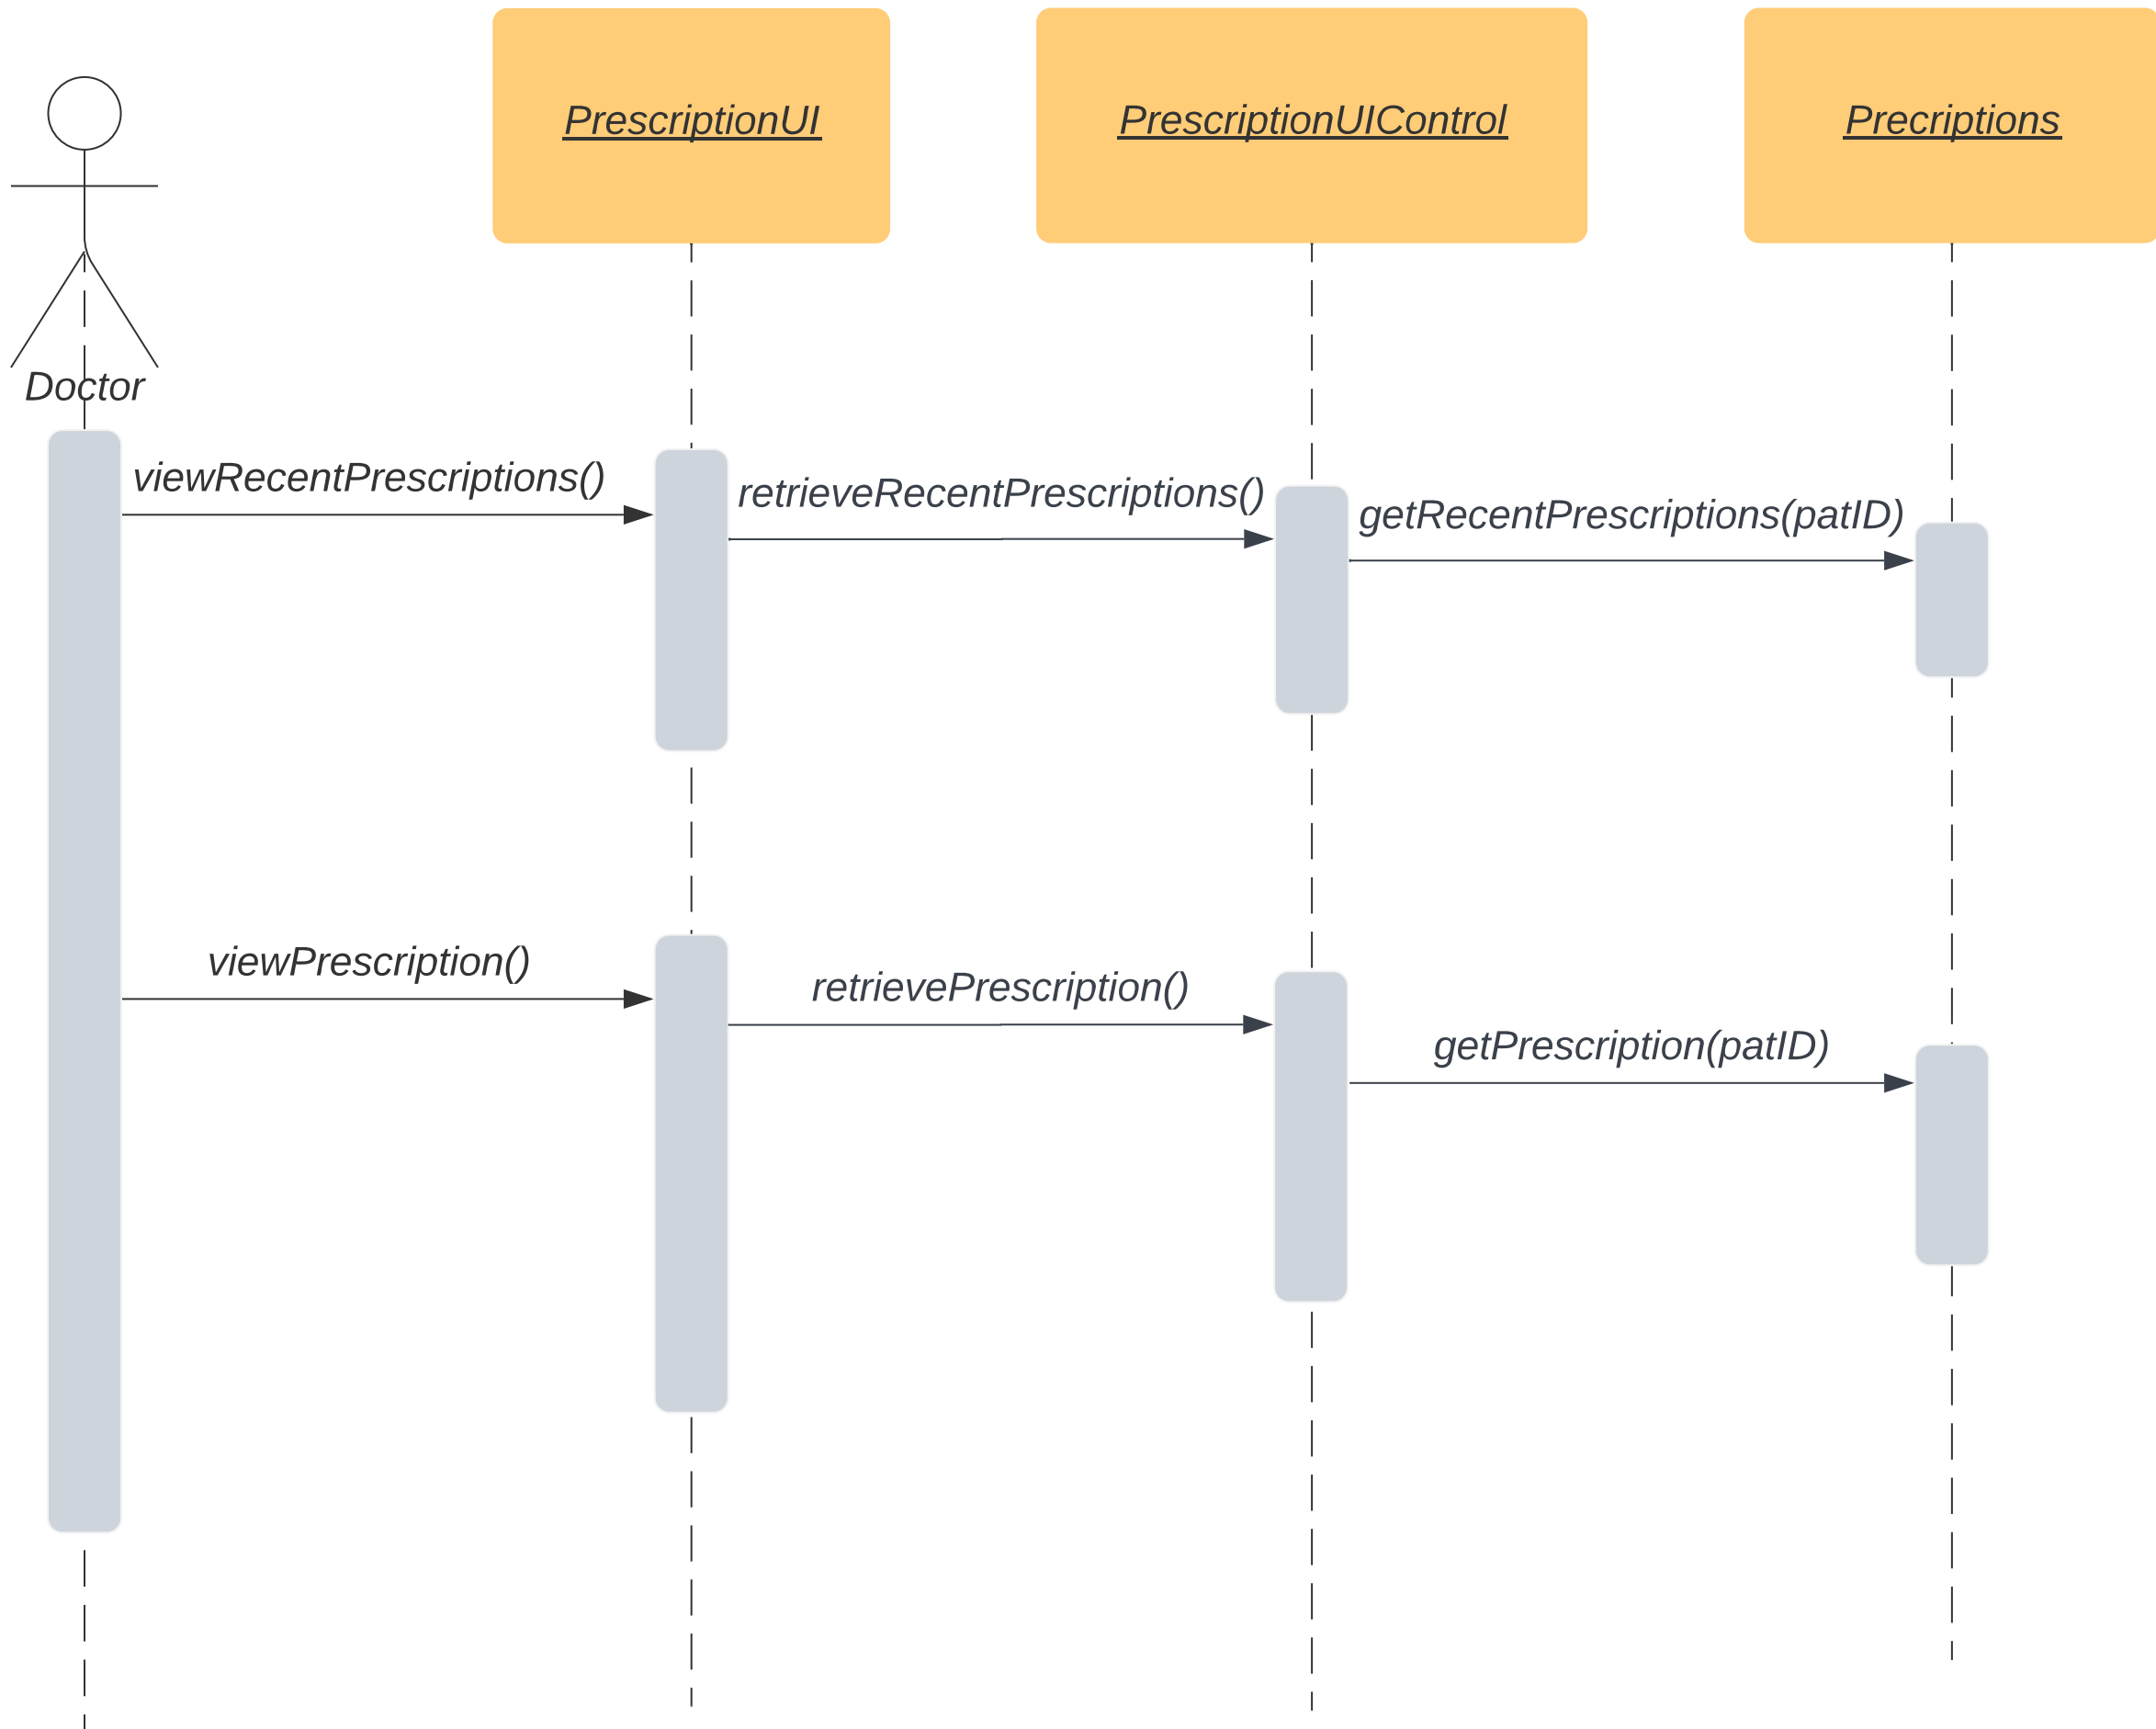 PrescriptionUI
PrescriptionUIControl
Precriptions
Doctor
viewRecentPrescriptions()
retrieveRecentPrescriptions()
getRecentPrescriptions(patID)
viewPrescription()
retrievePrescription()
getPrescription(patID)